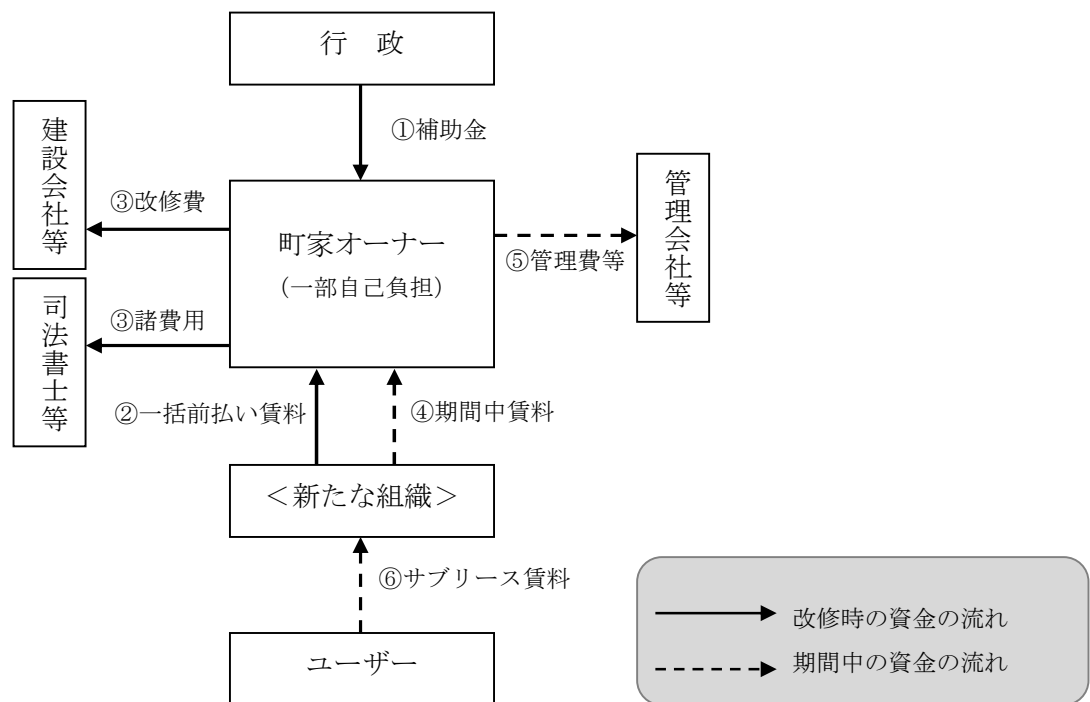 行　政
①補助金
建設会社等
③改修費
町家オーナー
（一部自己負担）
管理会社等
⑤管理費等
司法書士等
③諸費用
②一括前払い賃料
④期間中賃料
＜新たな組織＞
⑥サブリース賃料
ユーザー
改修時の資金の流れ
期間中の資金の流れ